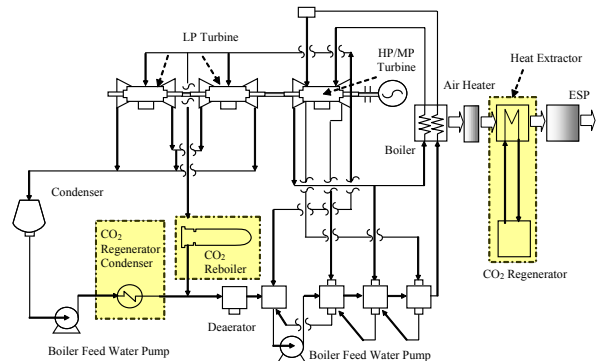 LP Turbine
HP/MP
Turbine
Heat Extractor
Air Heater
ESP
Boiler
Condenser
CO2
Regenerator
Condenser
CO2
Reboiler
CO2 Regenerator
Deaerator
Boiler Feed Water Pump
Boiler Feed Water Pump